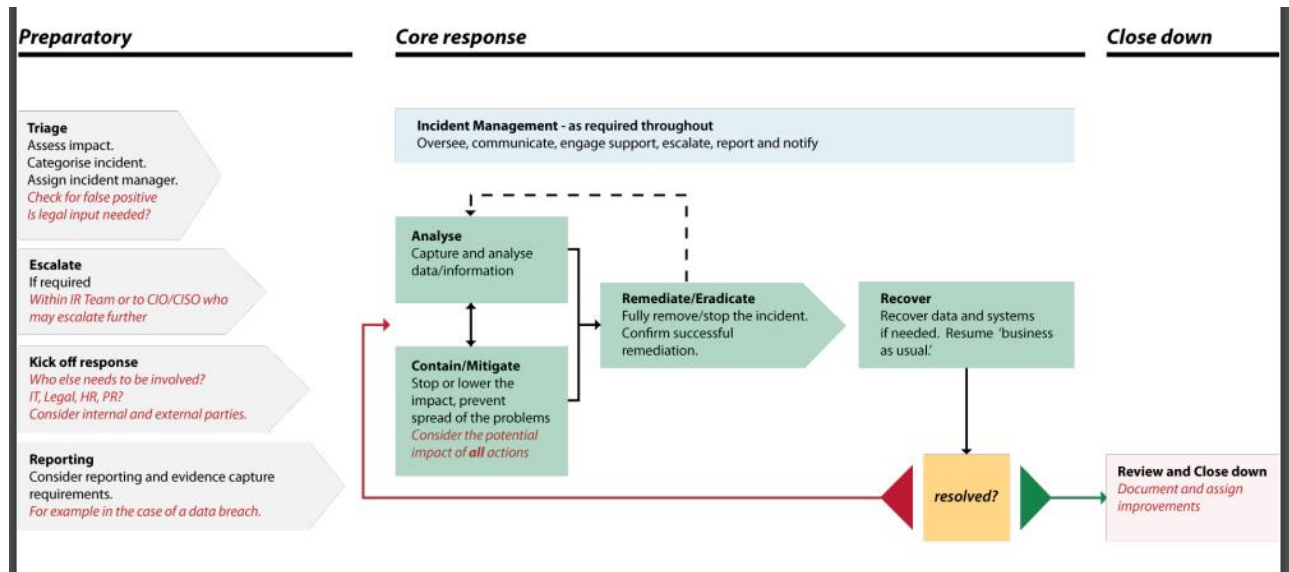 Preparatory
Core response
Close down
Triage
Assess impact.
Categorise incident.
Assign incident manager.
Check for false positive
Is legal input needed?
Escalate
If required
Within IR Team or to CIO/CISO who
may escalate further
Kick off response
Who else needs to be involved?
IT, Legal, HR, PR?
Consider internal and external parties.
Reporting
Consider reporting and evidence capture
requirements.
For example in the case of a data breach.
Incident Management - as required throughout
Oversee, communicate, engage support, escalate, report and notify
Analyse
Capture and analyse
data/information
Contain/Mitigate
Stop or lower the
impact, prevent
spread of the problems
Consider the potential
impact of all actions
Remediate/Eradicate
Fully remove/stop the incident.
Confirm successful
remediation.
Recover
Recover data and systems
if needed. Resume ‘business
as usual.’
resolved?
Review and Close down
Document and assign
improvements